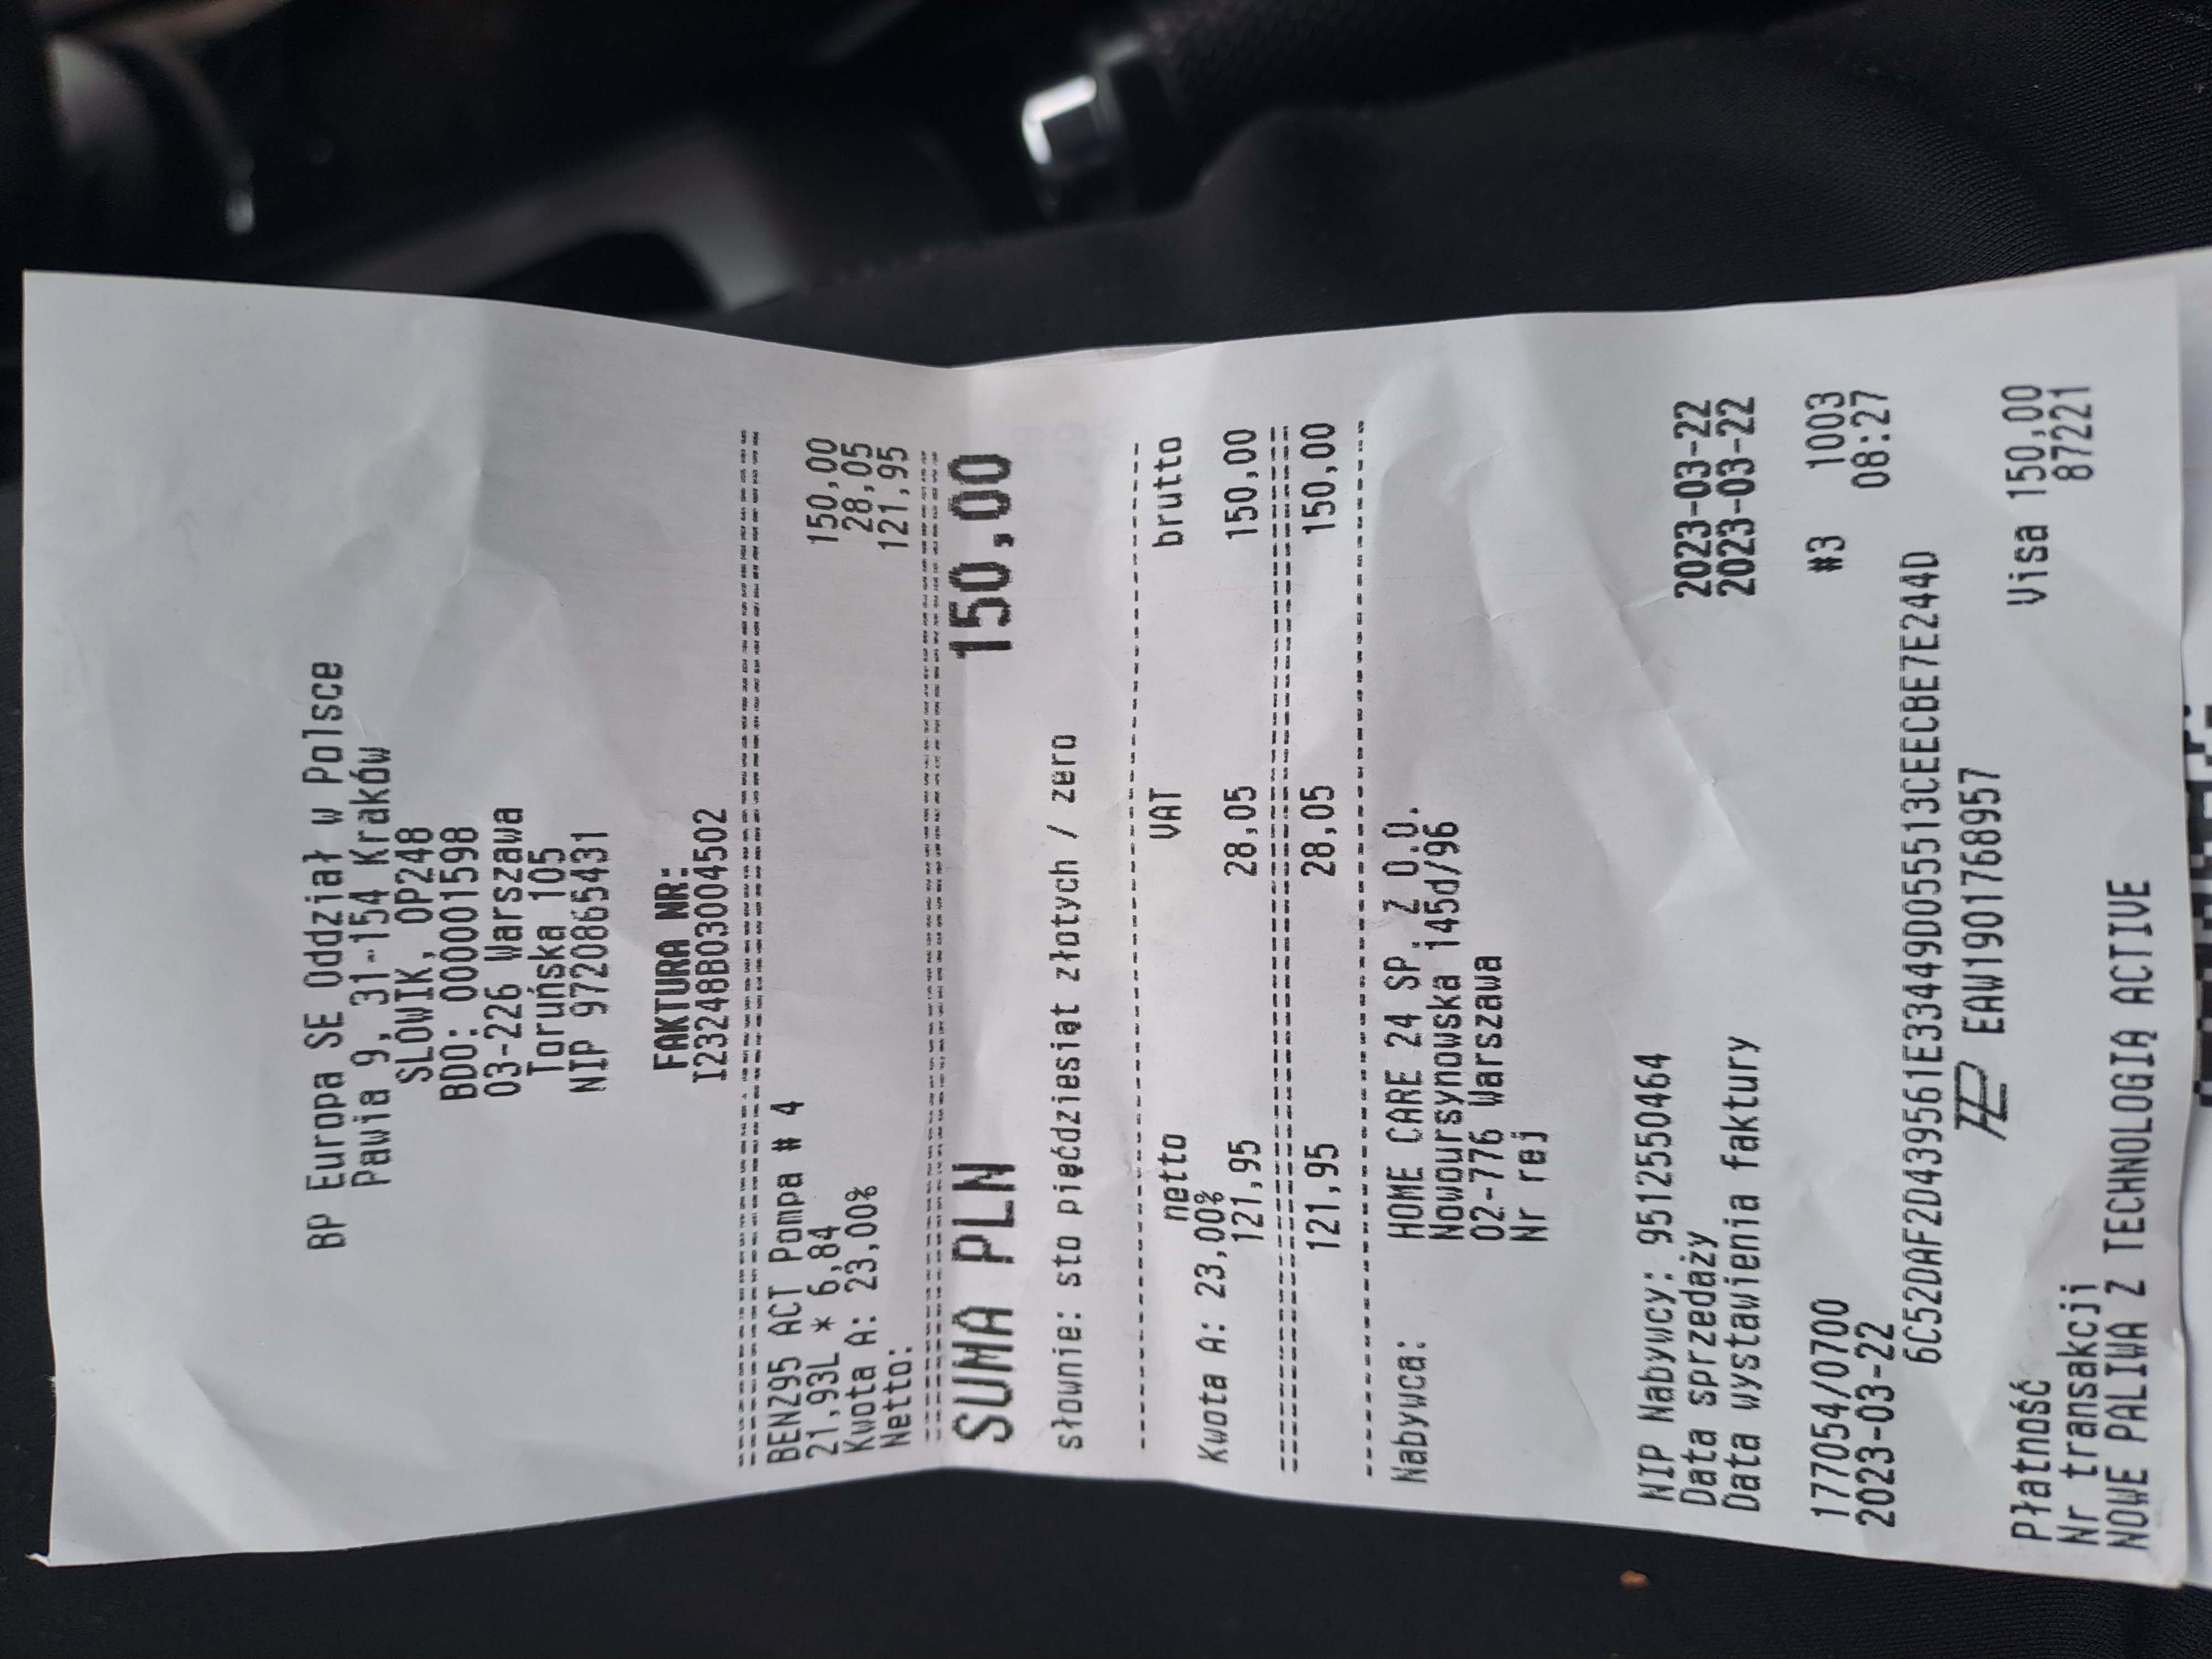 BP Europa SE Oddział w Polsce
Pawia 9, 31-154 Kraków
SLOWIK, OP248
BDO: 000001598
03-226 Warszawa
Toruńska 105
NIP 9720865431
FAKTURA NR:
I23248B03004502
BENZ95 ACT Pompa # 4
21,93L * 6,84 150,00
Kwota A: 23,00% 28,05
Netto: 121,95
SUMA PLN 150,00
słownie: sto pięćdziesiąt złotych / zero
netto VAT brutto
Kwota A: 23,00%
121,95 28,05 150,00
121,95 28,05 150,00
Nabywca: HOME CARE 24 SP. Z O.O.
Nowoursynowska 145d/96
02-776 Warszawa
Nr rej
NIP Nabywcy: 9512550464
Data sprzedaży 2023-03-22
Data wystawienia faktury 2023-03-22
177054/0700 #3 1003
2023-03-22 08:27
6C52DAF2D439561E33449D055513CEECBE7E244D
EAW1901768957
Płatność Visa 150,00
Nr transakcji 87221
NOWE PALIWA Z TECHNOLOGIĄ ACTIVE